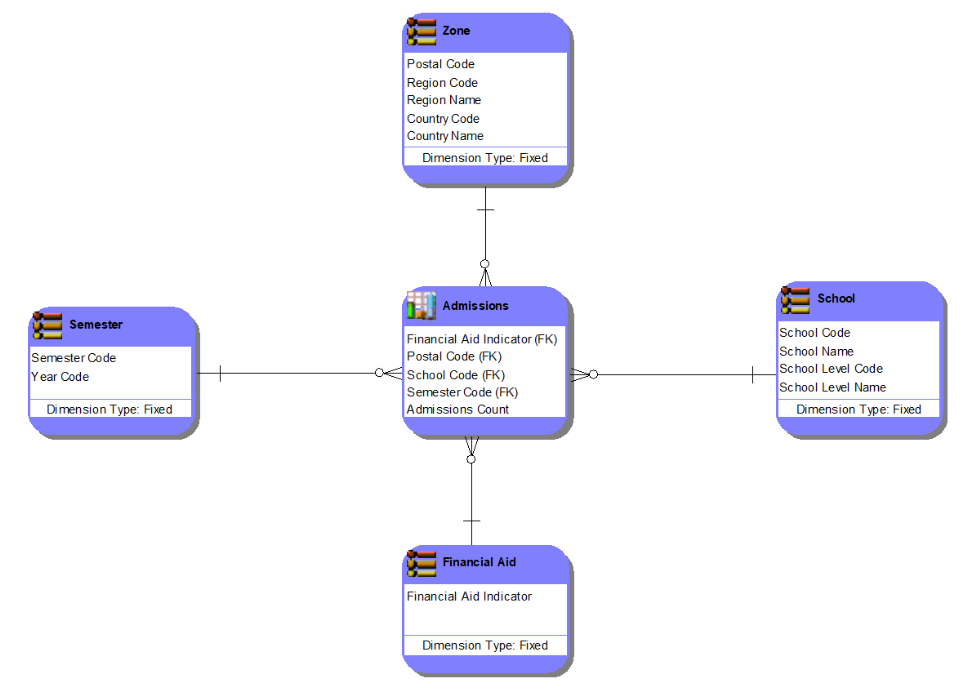 Zone
Postal Code
Region Code
Region Name
Country Code
Country Name
Dimension Type: Fixed
Semester
Semester Code
Year Code
Dimension Type: Fixed
Admissions
Financial Aid Indicator (FK)
Postal Code (FK)
School Code (FK)
Semester Code (FK)
Admissions Count
School
School Code
School Name
School Level Code
School Level Name
Dimension Type: Fixed
Financial Aid
Financial Aid Indicator
Dimension Type: Fixed